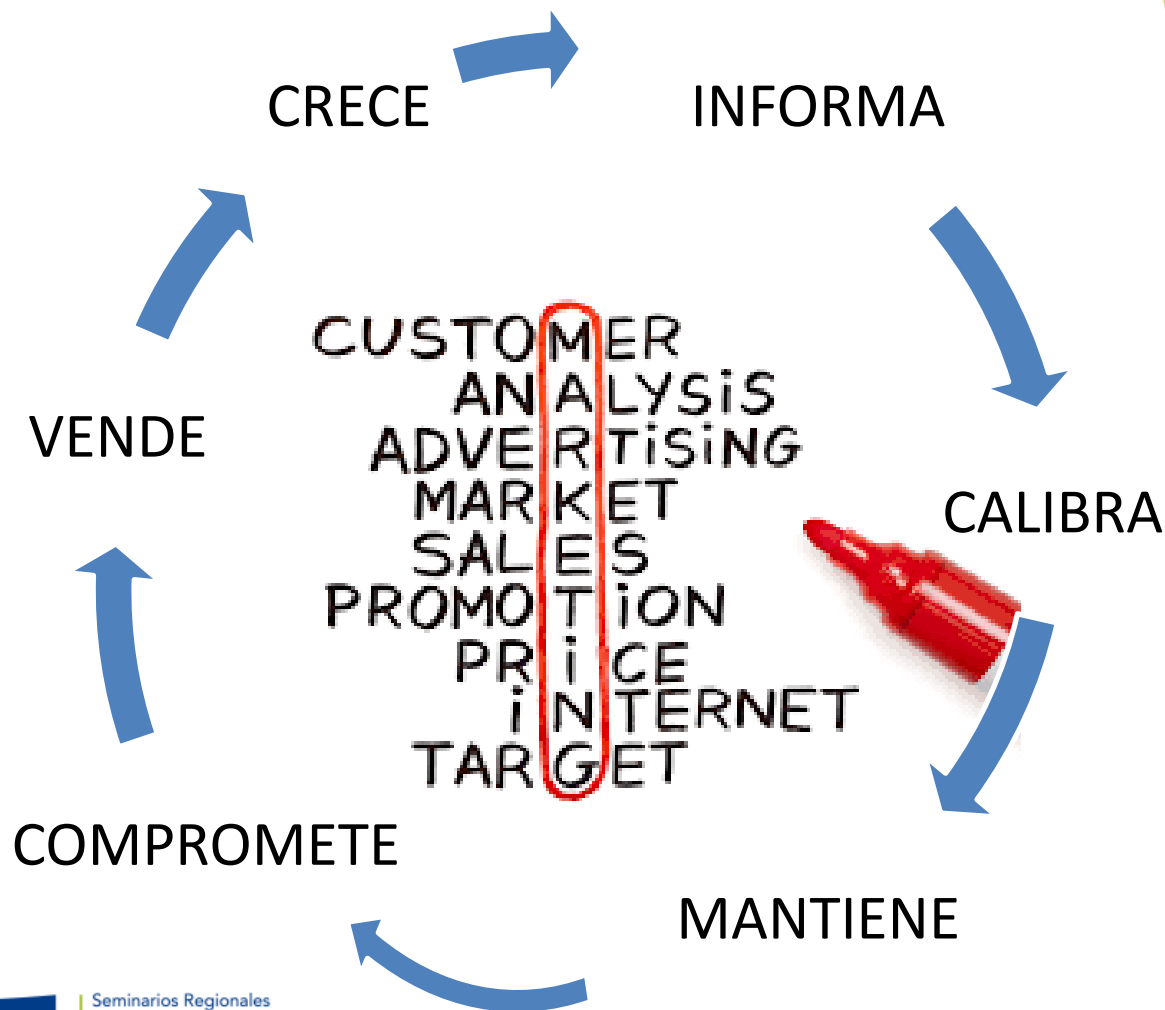 CRECE
INFORMA
CUSTOMER
ANALYSiS
ADVERTiSiNG
VENDE
MARKET
CALIBRA
SALES
PROMOTiON
PRiCE
iNTERNET
TARGET
COMPROMETE
MANTIENE
Seminarios Regionales